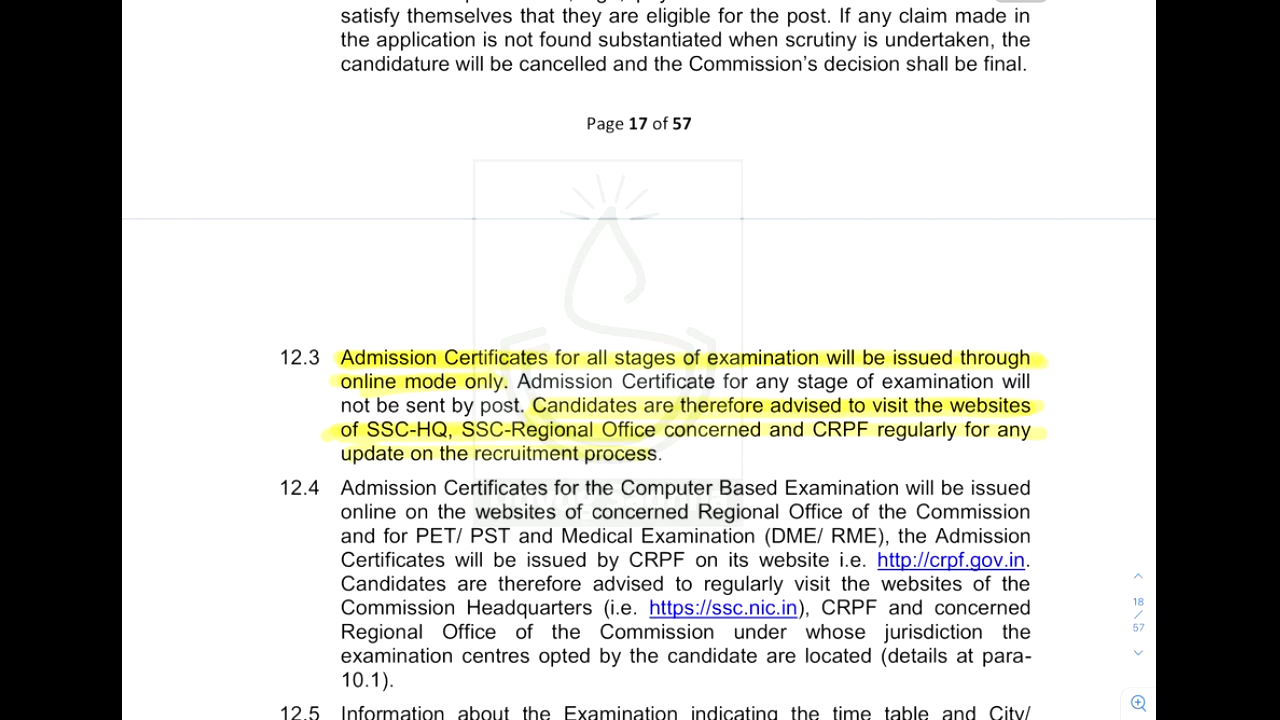 satisfy themselves that they are eligible for the post. If any claim made in
the application is not found substantiated when scrutiny is undertaken, the
candidature will be cancelled and the Commission's decision shall be final.
Page 17 of 57
12.3 Admission Certificates for all stages of examination will be issued through
online mode only. Admission Certificate for any stage of examination will
not be sent by post. Candidates are therefore advised to visit the websites
of SSC-HQ, SSC-Regional Office concerned and CRPF regularly for any
update on the recruitment process.
12.4 Admission Certificates for the Computer Based Examination will be issued
online on the websites of concerned Regional Office of the Commission
and for PET/ PST and Medical Examination (DME/ RME), the Admission
Certificates will be issued by CRPF on its website i.e. http://crpf.gov.in.
Candidates are therefore advised to regularly visit the websites of the
Commission Headquarters (i.e. https://ssc.nic.in), CRPF and concerned
Regional Office of the Commission under whose jurisdiction the
examination centres opted by the candidate are located (details at para-
10.1).
12.5 Information about the Examination indicating the time table and City/
18
/
57